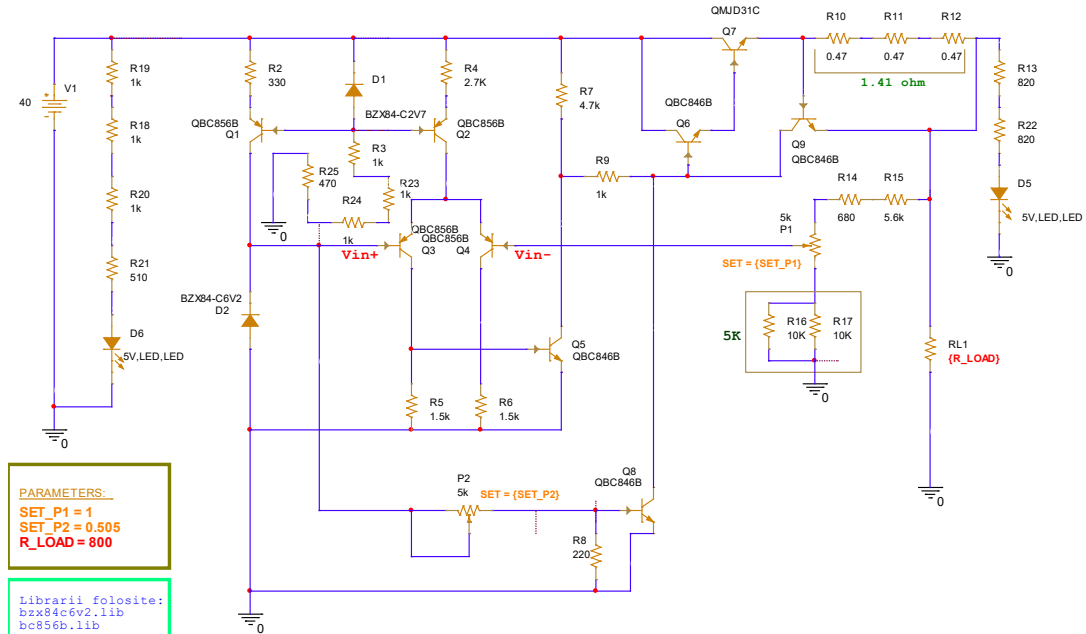 QMJD31C
Q7
R10
0.47
R11
0.47
R12
0.47
1.41 ohm
R19
1k
R2
330
D1
BZX84-C2V7
R4
2.7K
R7
4.7k
R13
820
V1
40
R18
1k
QBC856B
Q1
QBC856B
Q2
QBC846B
Q6
Q9
QBC846B
R22
820
R3
1k
R25
470
R23
1k
R9
1k
R20
1k
R24
1k
0
R14
680
R15
5.6k
D5
5V,LED,LED
0
5k
P1
SET = {SET_P1}
QBC856B
QBC856B
Q3
Q4
Vin+
Vin-
R21
510
BZX84-C6V2
D2
D6
5V,LED,LED
Q5
QBC846B
5K
R16
10K
R17
10K
0
RL1
{R_LOAD}
0
R5
1.5k
R6
1.5k
0
P2
5k
SET = {SET_P2}
Q8
QBC846B
R8
220
0
PARAMETERS:
SET_P1 = 1
SET_P2 = 0.505
R_LOAD = 800
Librarii folosite:
bzx84c6v2.lib
bc856b.lib